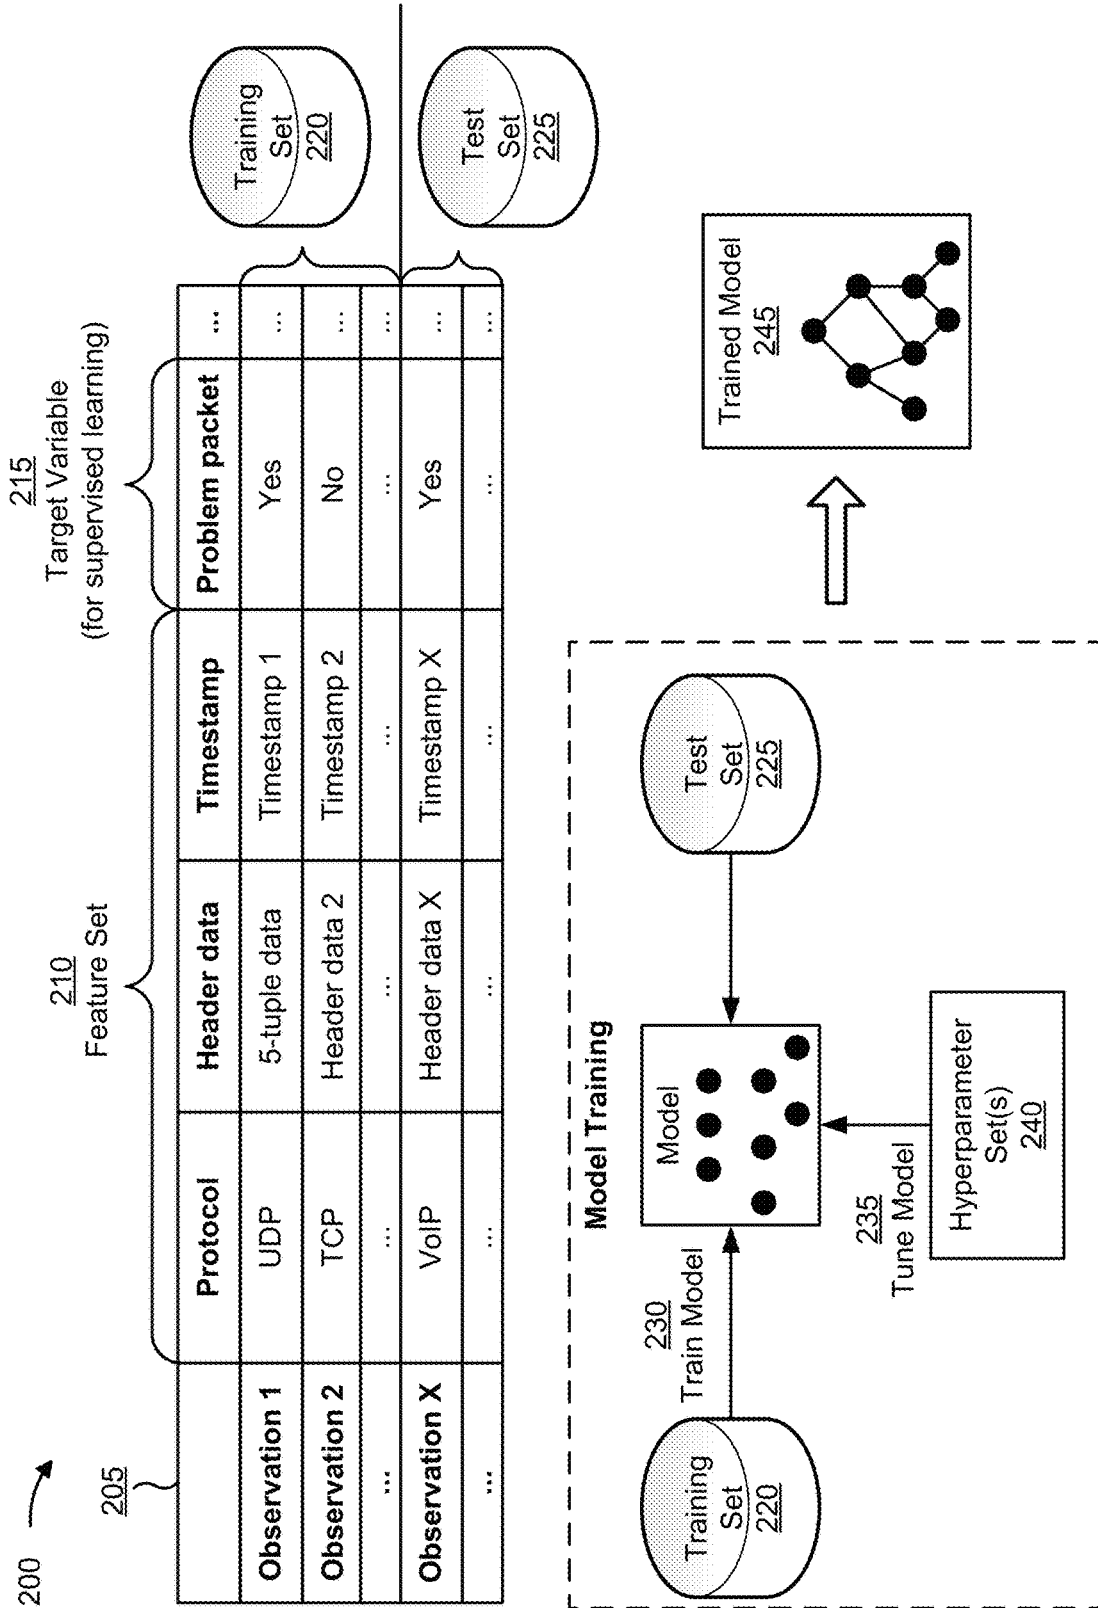 200
205
210
Feature Set
215
Target Variable
(for supervised learning)
Protocol Header data Timestamp Problem packet ...
Observation 1 UDP 5-tuple data Timestamp 1 Yes ...
Observation 2 TCP Header data 2 Timestamp 2 No ...
... ... ... ... ... ...
Observation X VoIP Header data X Timestamp X Yes ...
... ... ... ... ... ...
Training
Set
220
Test
Set
225
Model Training
Training
Set
220
230
Train Model
Model
Test
Set
225
235
Tune Model
Hyperparameter
Set(s)
240
Trained Model
245